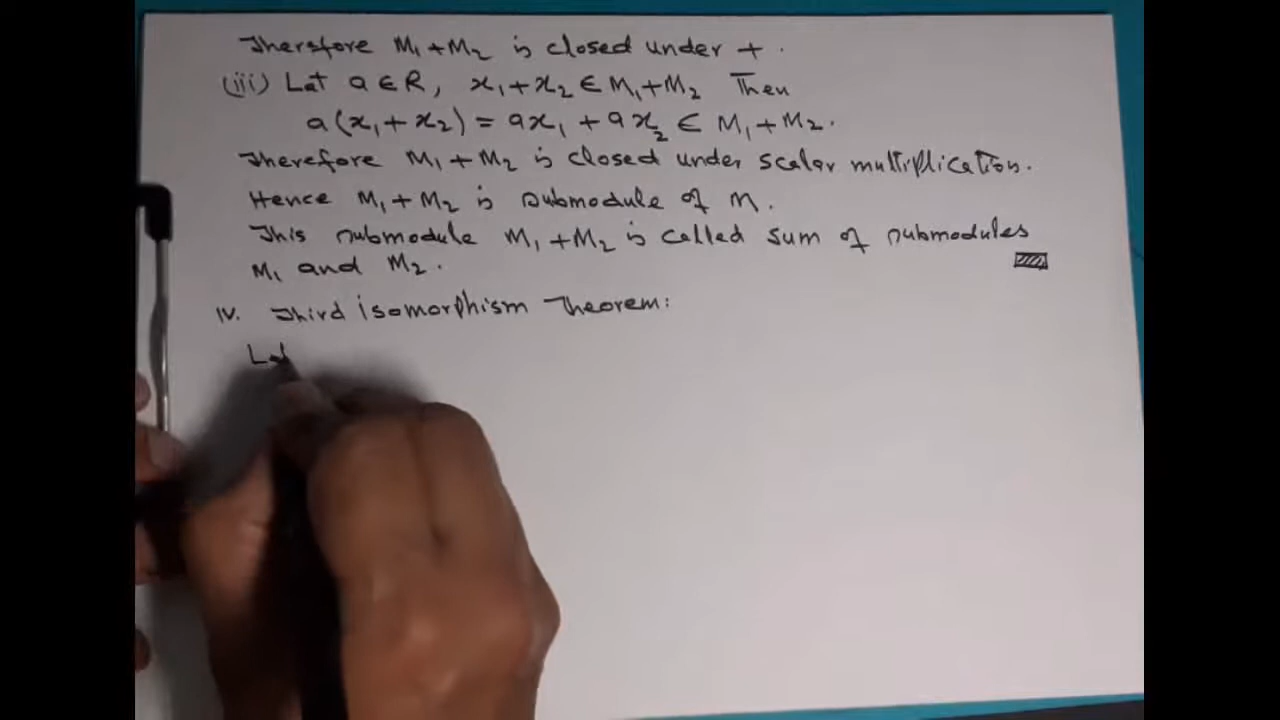 Therefore M₁+M₂ is closed under + .
(iii) Let a ∈ R, x₁+x₂ ∈ M₁+M₂ Then
a(x₁+x₂) = ax₁ + ax₂ ∈ M₁+M₂.
Therefore M₁+M₂ is closed under scalar multiplication.
Hence M₁+M₂ is submodule of M.
This submodule M₁+M₂ is called sum of submodules
M₁ and M₂.
IV. Third isomorphism Theorem:
Let